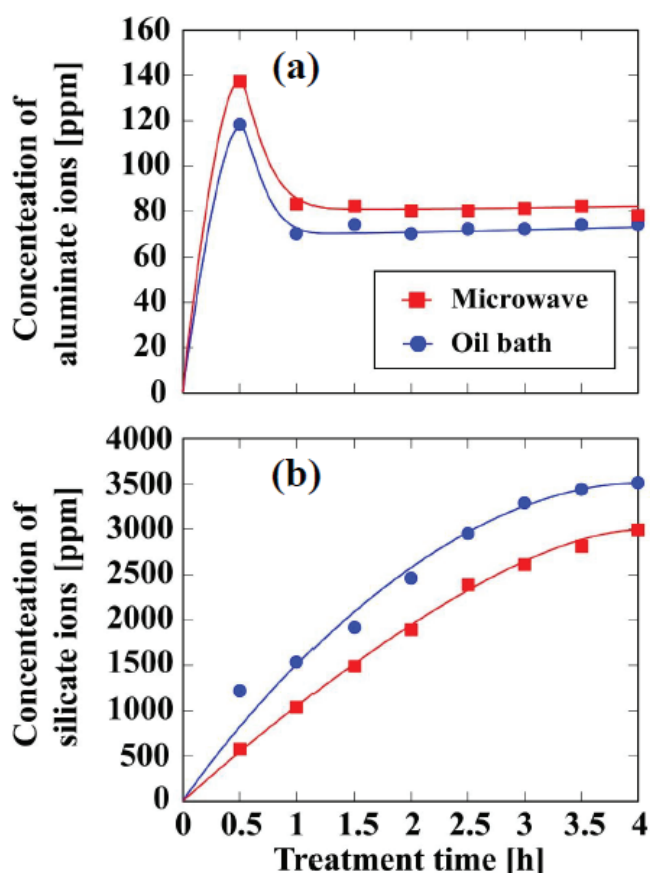 (a)
Concenteation of
aluminate ions [ppm]
160
140
120
100
80
60
40
20
0
Microwave
Oil bath
(b)
Concenteation of
silicate ions [ppm]
4000
3500
3000
2500
2000
1500
1000
500
0
0 0.5 1 1.5 2 2.5 3 3.5 4
Treatment time [h]